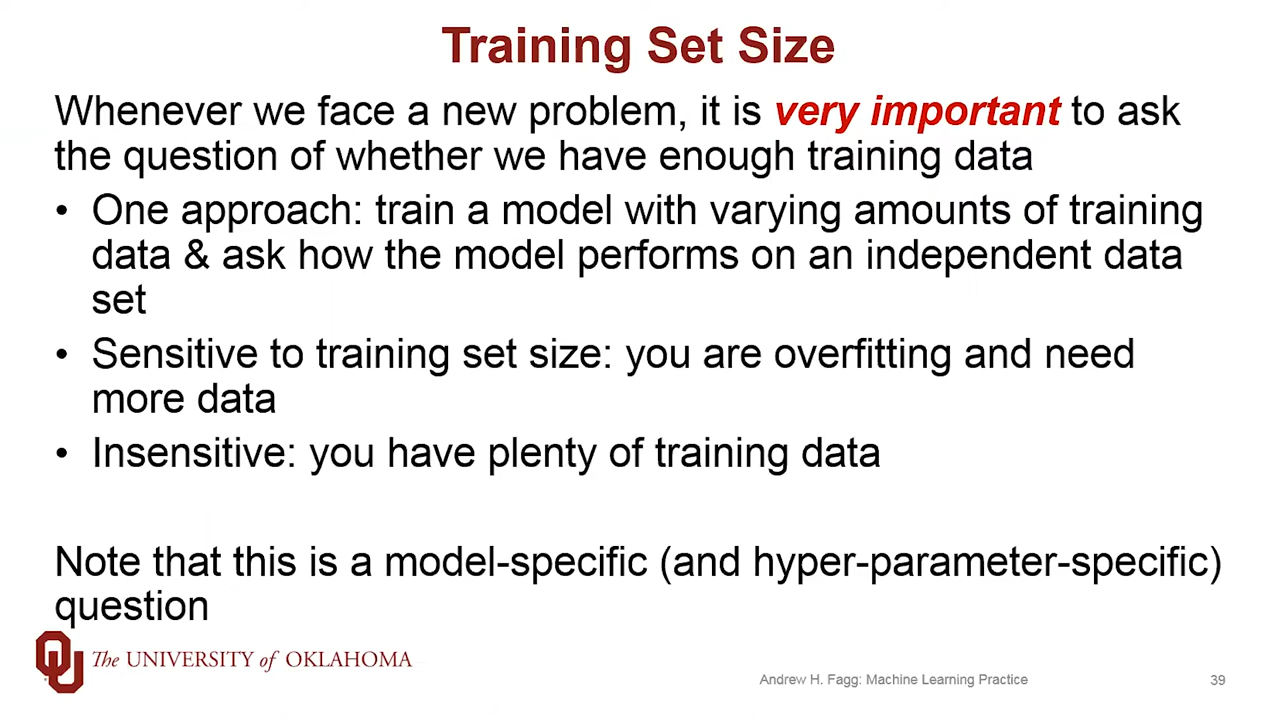 Training Set Size
Whenever we face a new problem, it is very important to ask
the question of whether we have enough training data
• One approach: train a model with varying amounts of training
data & ask how the model performs on an independent data
set
• Sensitive to training set size: you are overfitting and need
more data
• Insensitive: you have plenty of training data
Note that this is a model-specific (and hyper-parameter-specific)
question
The UNIVERSITY of OKLAHOMA
Andrew H. Fagg: Machine Learning Practice
39